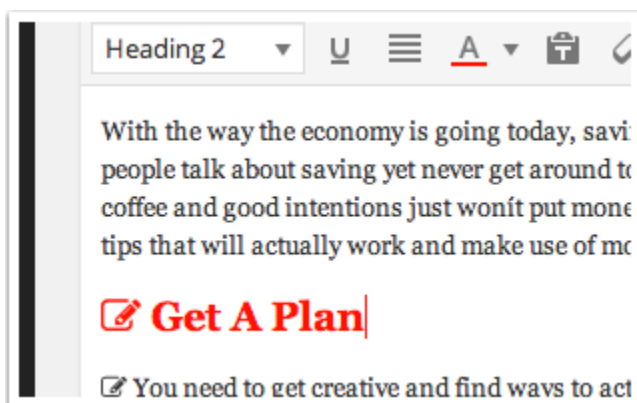 Heading 2 U A T
With the way the economy is going today, savi
people talk about saving yet never get around to
coffee and good intentions just wonít put mone
tips that will actually work and make use of mo
Get A Plan
You need to get creative and find ways to act